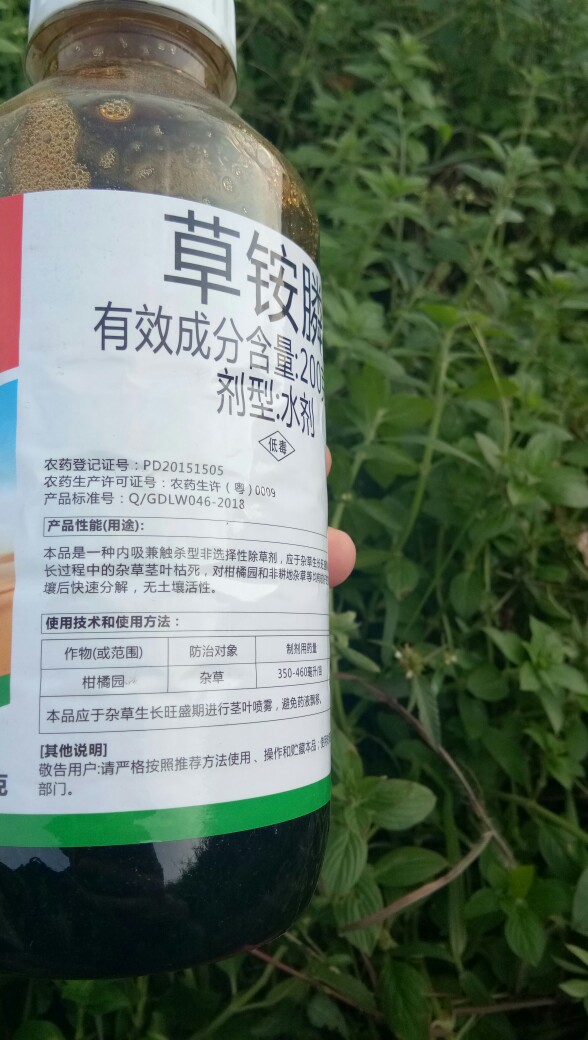 草铵膦
有效成分含量:200
剂型:水剂
低毒
农药登记证号：PD20151505
农药生产许可证号：农药生许（粤）0009
产品标准号：Q/GDLW046-2018
产品性能(用途)：
本品是一种内吸兼触杀型非选择性除草剂，应于杂草生长旺
长过程中的杂草茎叶枯死，对柑橘园和非耕地杂草等
壤后快速分解，无土壤活性。
使用技术和使用方法：
作物(或范围) 防治对象 制剂用药量
柑橘园 杂草 350-460毫升/
本品应于杂草生长旺盛期进行茎叶喷雾，避免药液飘移。
[其他说明]
敬告用户:请严格按照推荐方法使用、操作和贮藏本品；
部门。
克